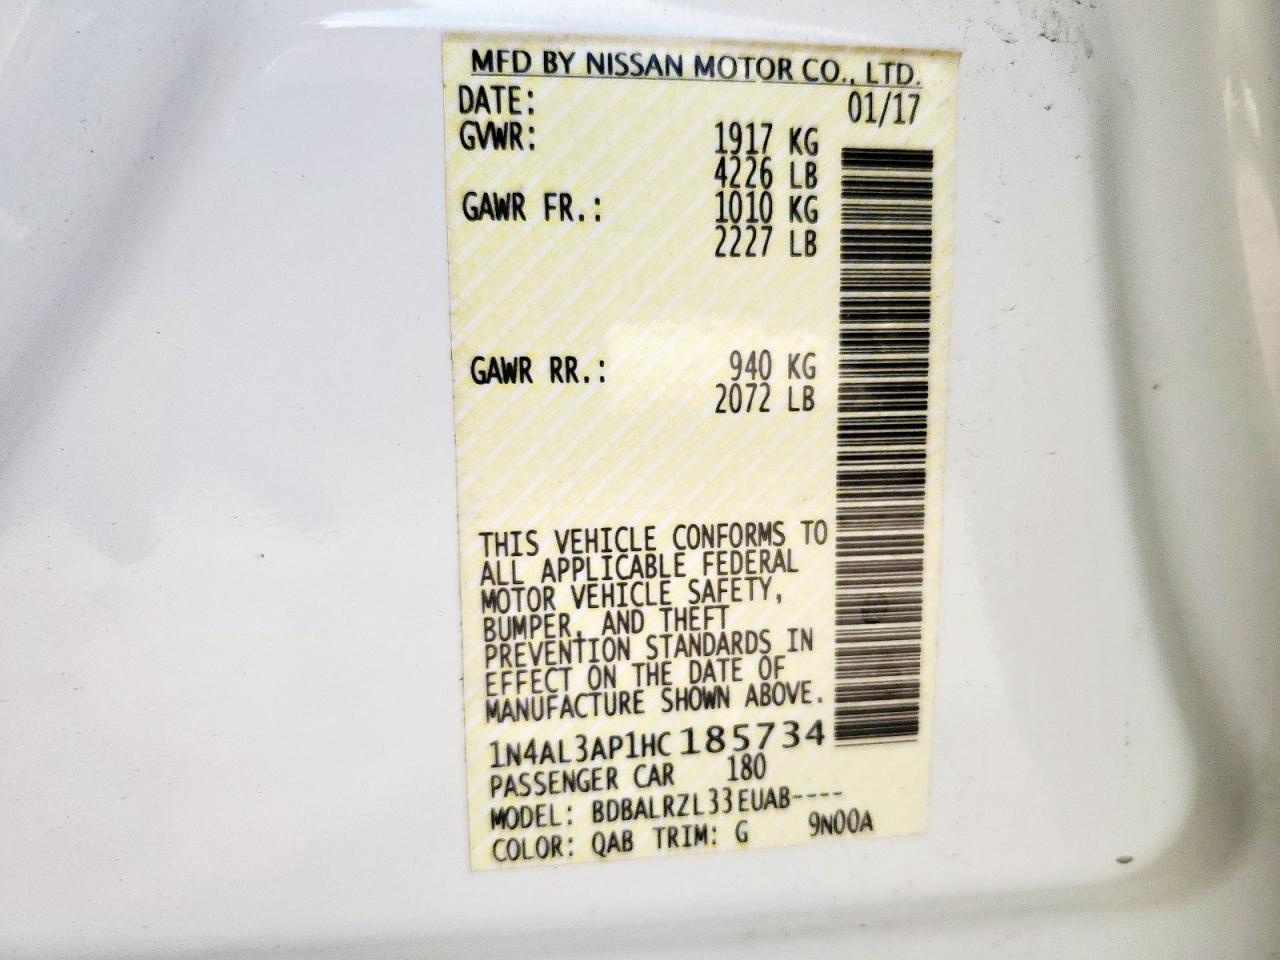 MFD BY NISSAN MOTOR CO., LTD.
DATE: 01/17
GVWR: 1917 KG
4226 LB
GAWR FR.: 1010 KG
2227 LB
GAWR RR.: 940 KG
2072 LB
THIS VEHICLE CONFORMS TO
ALL APPLICABLE FEDERAL
MOTOR VEHICLE SAFETY,
BUMPER, AND THEFT
PREVENTION STANDARDS IN
EFFECT ON THE DATE OF
MANUFACTURE SHOWN ABOVE.
1N4AL3AP1HC185734
PASSENGER CAR 180
MODEL: BDBALRZL33EUAB----
COLOR: QAB TRIM: G 9N00A